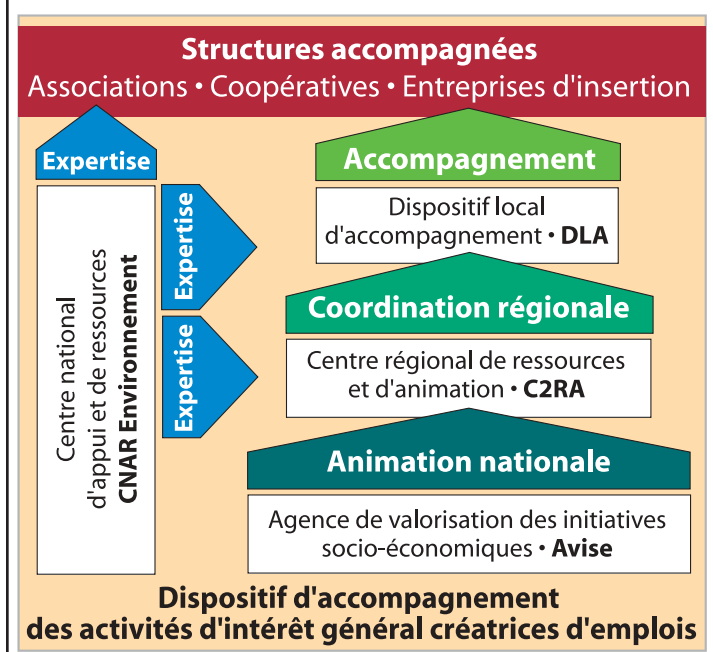 Structures accompagnées
Associations • Coopératives • Entreprises d'insertion
Expertise
Centre national
d'appui et de ressources
CNAR Environnement
Expertise
Expertise
Accompagnement
Dispositif local
d'accompagnement • DLA
Coordination régionale
Centre régional de ressources
et d'animation • C2RA
Animation nationale
Agence de valorisation des initiatives
socio-économiques • Avise
Dispositif d'accompagnement
des activités d'intérêt général créatrices d'emplois